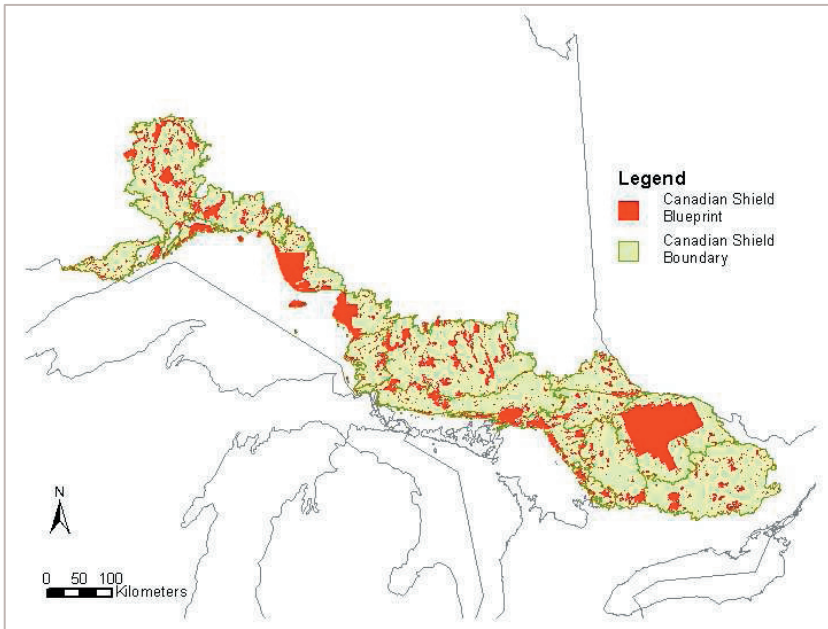 Legend
Canadian Shield
Blueprint
Canadian Shield
Boundary
N
0 50 100
Kilometers